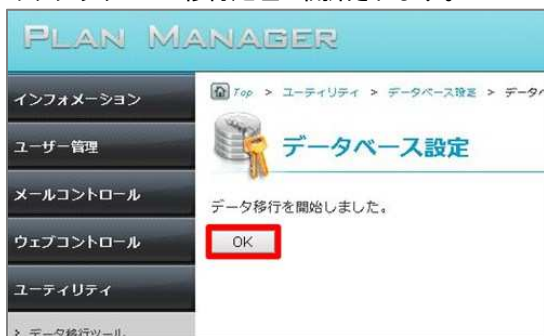 PLAN MANAGER
Top > ユーティリティ > データベース設定 > データベ
データベース設定
データ移行を開始しました。
OK
インフォメーション
ユーザー管理
メールコントロール
ウェブコントロール
ユーティリティ
> データ移行ツール